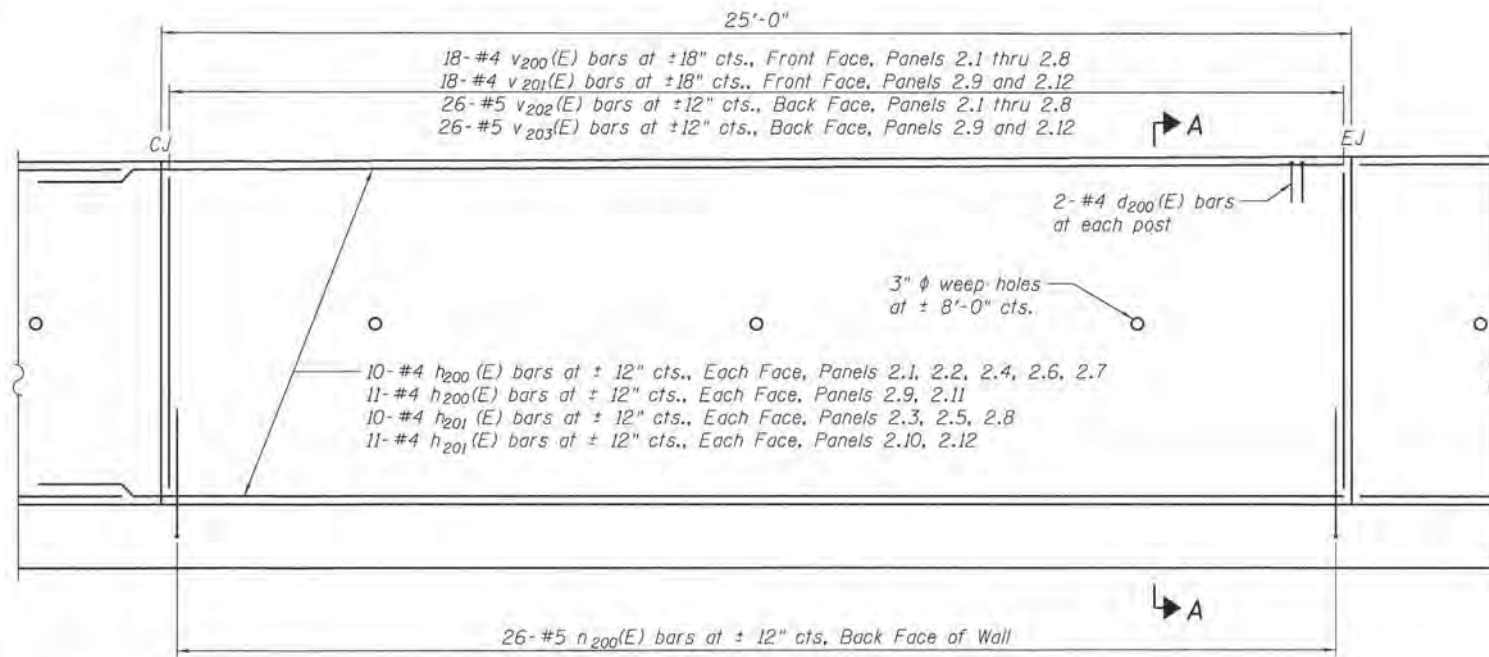 25'-0"
18-#4 v200(E) bars at ±18" cts., Front Face, Panels 2.1 thru 2.8
18-#4 v201(E) bars at ±18" cts., Front Face, Panels 2.9 and 2.12
26-#5 v202(E) bars at ±12" cts., Back Face, Panels 2.1 thru 2.8
26-#5 v203(E) bars at ±12" cts., Back Face, Panels 2.9 and 2.12
A
CJ
EJ
2-#4 d200(E) bars
at each post
3" ϕ weep holes
at ± 8'-0" cts.
10-#4 h200 (E) bars at ± 12" cts., Each Face, Panels 2.1, 2.2, 2.4, 2.6, 2.7
11-#4 h200(E) bars at ± 12" cts., Each Face, Panels 2.9, 2.11
10-#4 h201 (E) bars at ± 12" cts., Each Face, Panels 2.3, 2.5, 2.8
11-#4 h201(E) bars at ± 12" cts., Each Face, Panels 2.10, 2.12
A
26-#5 n200(E) bars at ± 12" cts, Back Face of Wall